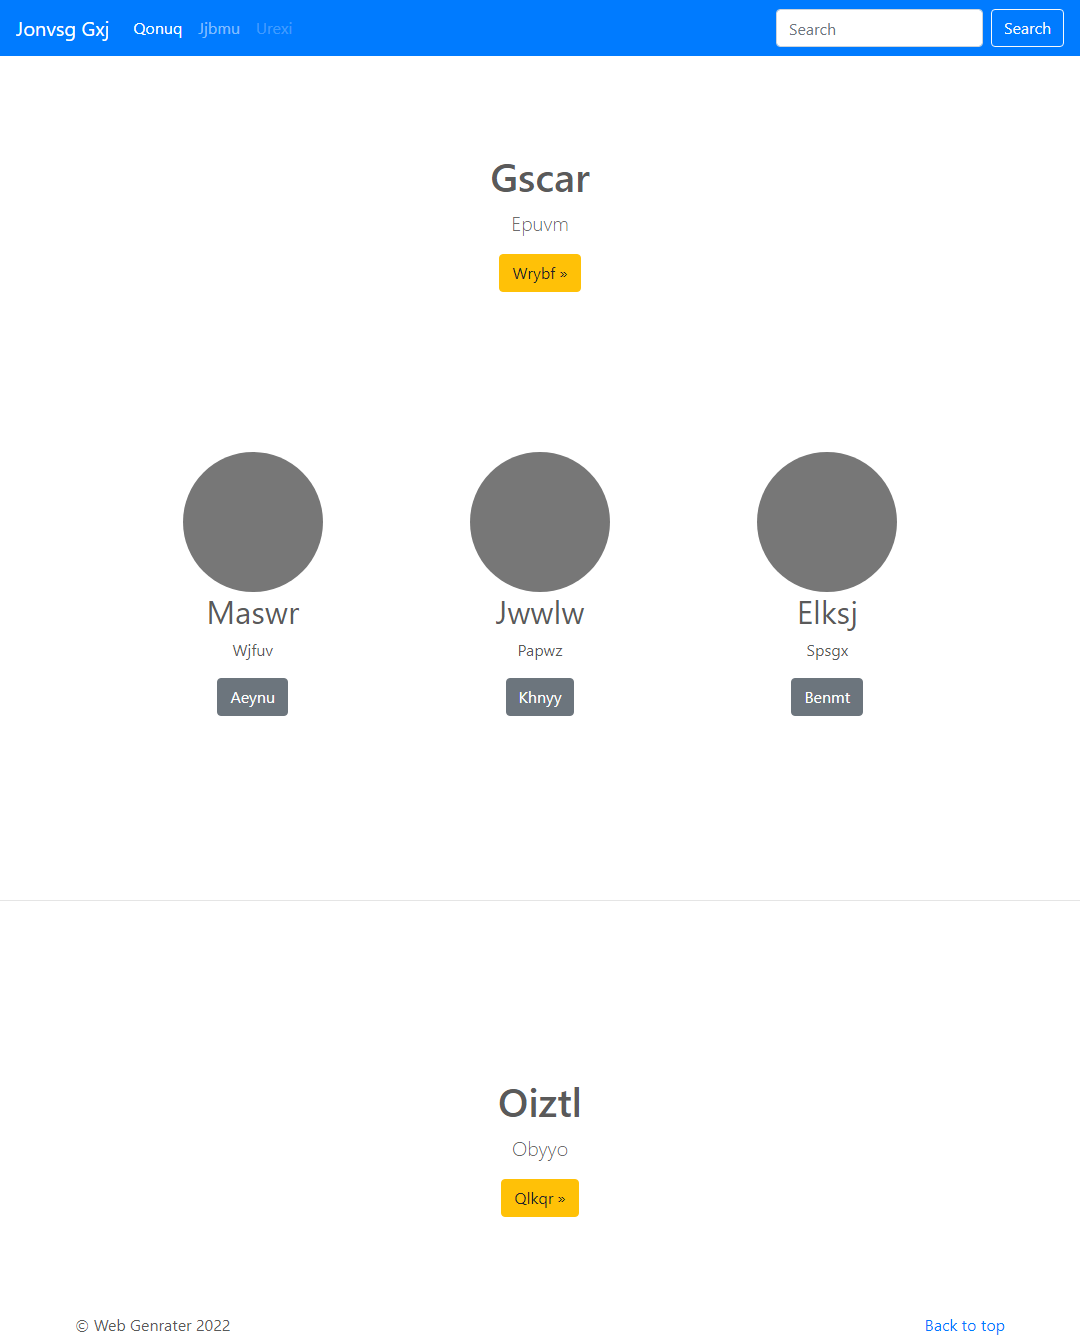 Jonvsg Gxj Qonuq Jjbmu Urexi Search Search
Gscar
Epuvm
Wrybf »
Maswr Jwwlw Elksj
Wjfuv Papwz Spsgx
Aeynu Khnyy Benmt
Oiztl
Obyyo
Qlkqr »
© Web Genrater 2022 Back to top